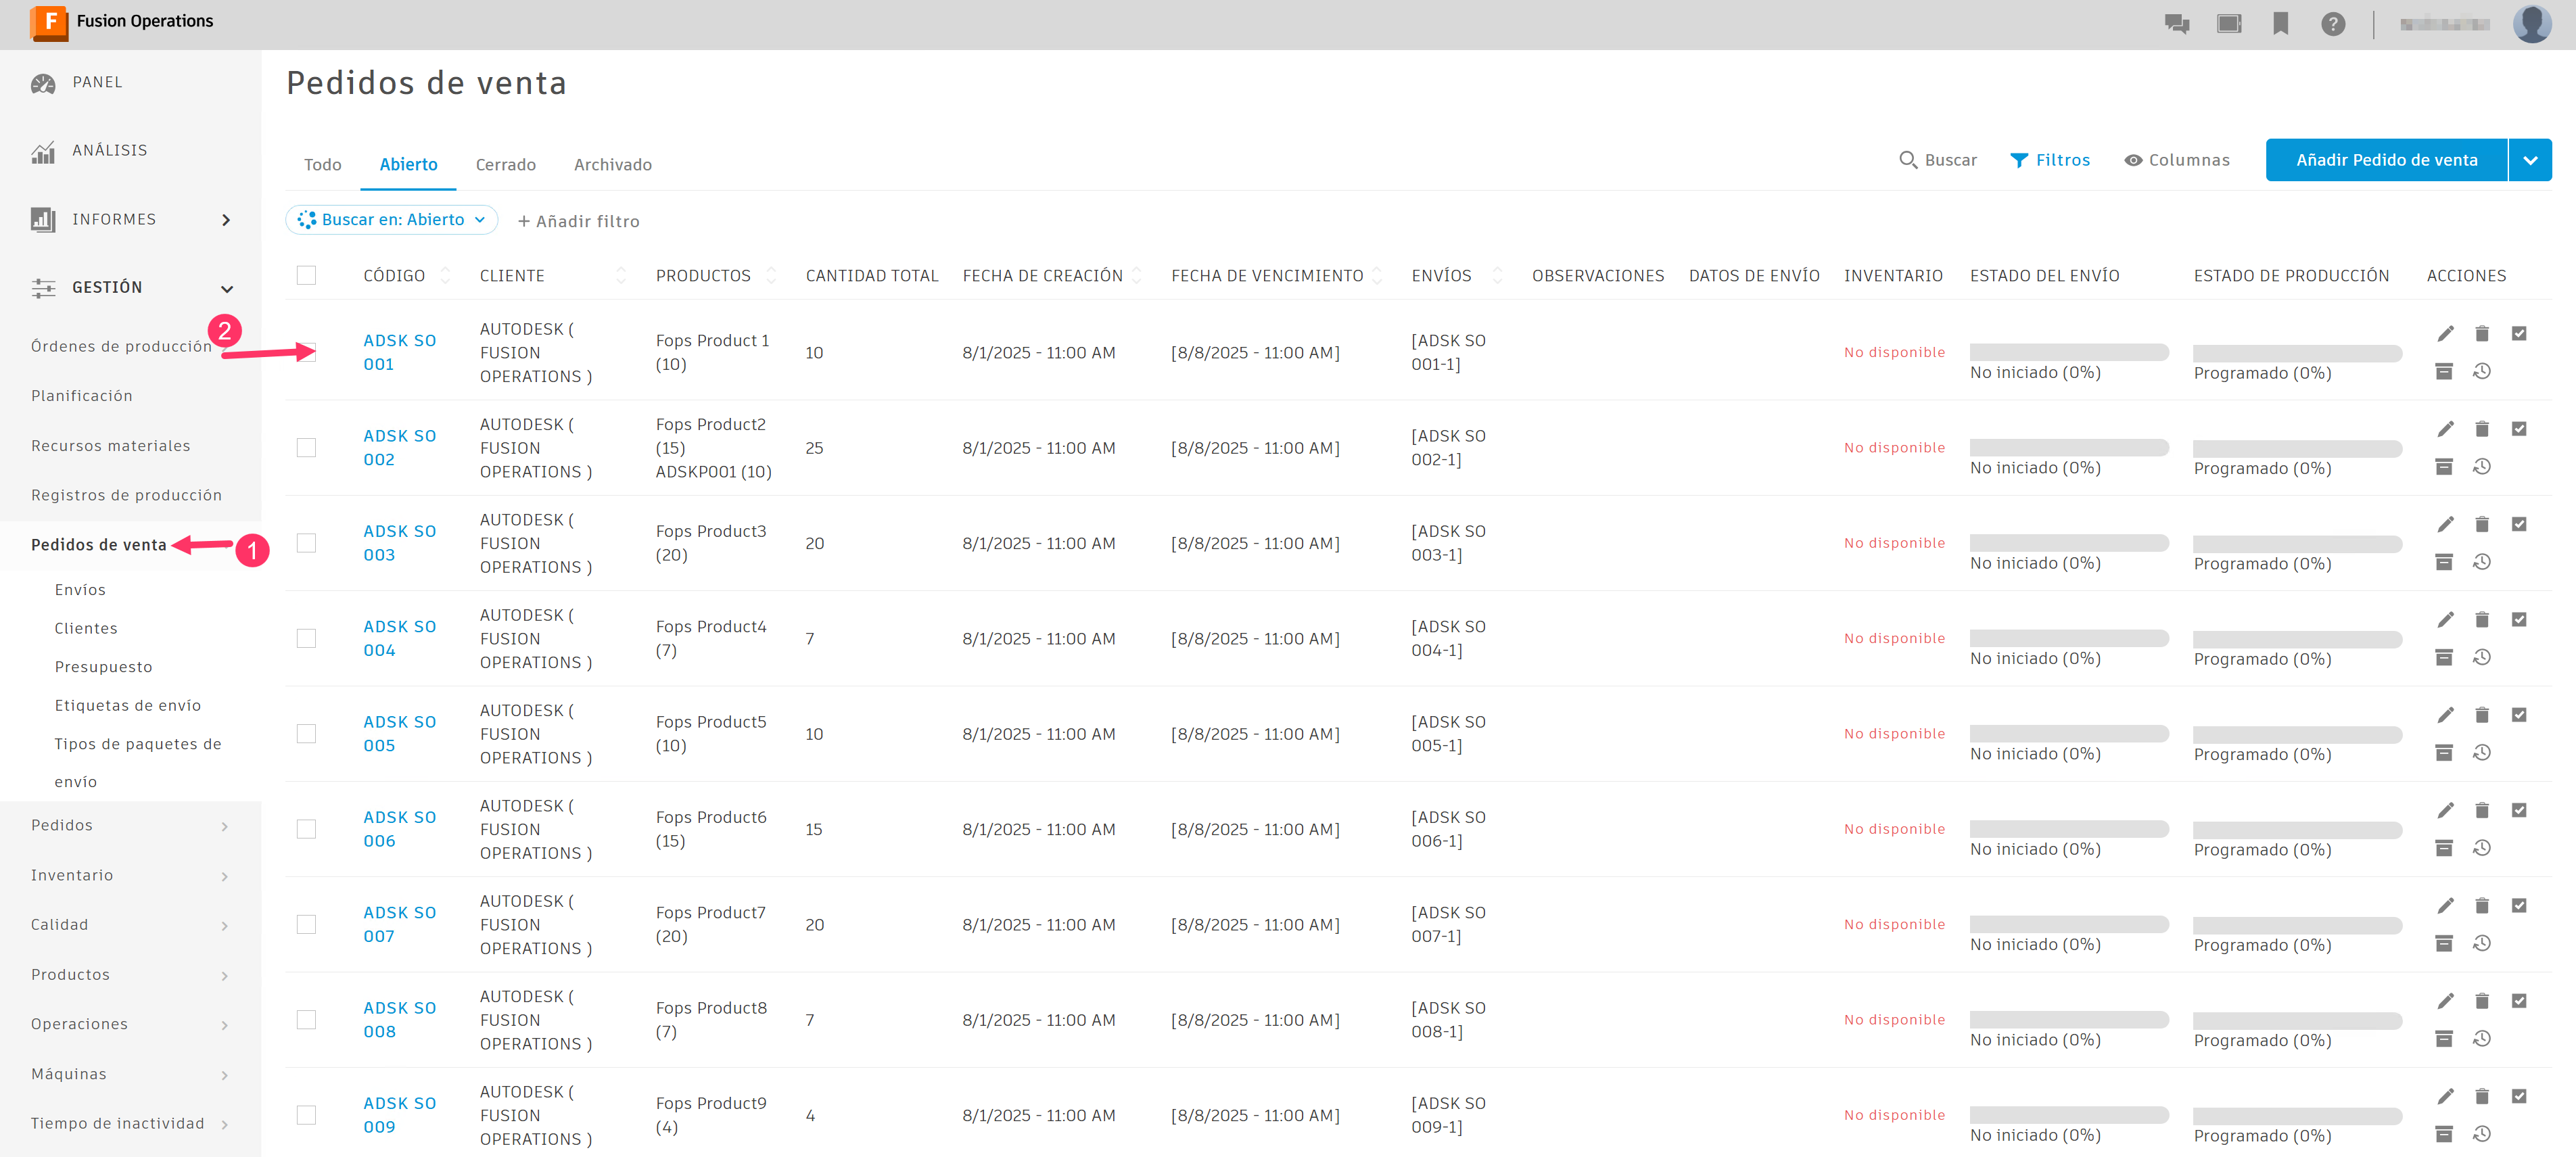 F Fusion Operations
PANEL
ANÁLISIS
INFORMES
GESTIÓN
Órdenes de producción
2
Planificación
Recursos materiales
Registros de producción
Pedidos de venta
1
Envíos
Clientes
Presupuesto
Etiquetas de envío
Tipos de paquetes de
envío
Pedidos
Inventario
Calidad
Productos
Operaciones
Máquinas
Tiempo de inactividad
Pedidos de venta
Todo Abierto Cerrado Archivado
Buscar Filtros Columnas Añadir Pedido de venta
Buscar en: Abierto + Añadir filtro
CÓDIGO CLIENTE PRODUCTOS CANTIDAD TOTAL FECHA DE CREACIÓN FECHA DE VENCIMIENTO ENVÍOS OBSERVACIONES DATOS DE ENVÍO INVENTARIO ESTADO DEL ENVÍO ESTADO DE PRODUCCIÓN ACCIONES
ADSK SO
001
AUTODESK (
FUSION
OPERATIONS )
Fops Product 1
(10)
10
8/1/2025 - 11:00 AM
[8/8/2025 - 11:00 AM]
[ADSK SO
001-1]
No disponible
No iniciado (0%)
Programado (0%)
ADSK SO
002
AUTODESK (
FUSION
OPERATIONS )
Fops Product2
(15)
ADSKP001 (10)
25
8/1/2025 - 11:00 AM
[8/8/2025 - 11:00 AM]
[ADSK SO
002-1]
No disponible
No iniciado (0%)
Programado (0%)
ADSK SO
003
AUTODESK (
FUSION
OPERATIONS )
Fops Product3
(20)
20
8/1/2025 - 11:00 AM
[8/8/2025 - 11:00 AM]
[ADSK SO
003-1]
No disponible
No iniciado (0%)
Programado (0%)
ADSK SO
004
AUTODESK (
FUSION
OPERATIONS )
Fops Product4
(7)
7
8/1/2025 - 11:00 AM
[8/8/2025 - 11:00 AM]
[ADSK SO
004-1]
No disponible
No iniciado (0%)
Programado (0%)
ADSK SO
005
AUTODESK (
FUSION
OPERATIONS )
Fops Product5
(10)
10
8/1/2025 - 11:00 AM
[8/8/2025 - 11:00 AM]
[ADSK SO
005-1]
No disponible
No iniciado (0%)
Programado (0%)
ADSK SO
006
AUTODESK (
FUSION
OPERATIONS )
Fops Product6
(15)
15
8/1/2025 - 11:00 AM
[8/8/2025 - 11:00 AM]
[ADSK SO
006-1]
No disponible
No iniciado (0%)
Programado (0%)
ADSK SO
007
AUTODESK (
FUSION
OPERATIONS )
Fops Product7
(20)
20
8/1/2025 - 11:00 AM
[8/8/2025 - 11:00 AM]
[ADSK SO
007-1]
No disponible
No iniciado (0%)
Programado (0%)
ADSK SO
008
AUTODESK (
FUSION
OPERATIONS )
Fops Product8
(7)
7
8/1/2025 - 11:00 AM
[8/8/2025 - 11:00 AM]
[ADSK SO
008-1]
No disponible
No iniciado (0%)
Programado (0%)
ADSK SO
009
AUTODESK (
FUSION
OPERATIONS )
Fops Product9
(4)
4
8/1/2025 - 11:00 AM
[8/8/2025 - 11:00 AM]
[ADSK SO
009-1]
No disponible
No iniciado (0%)
Programado (0%)